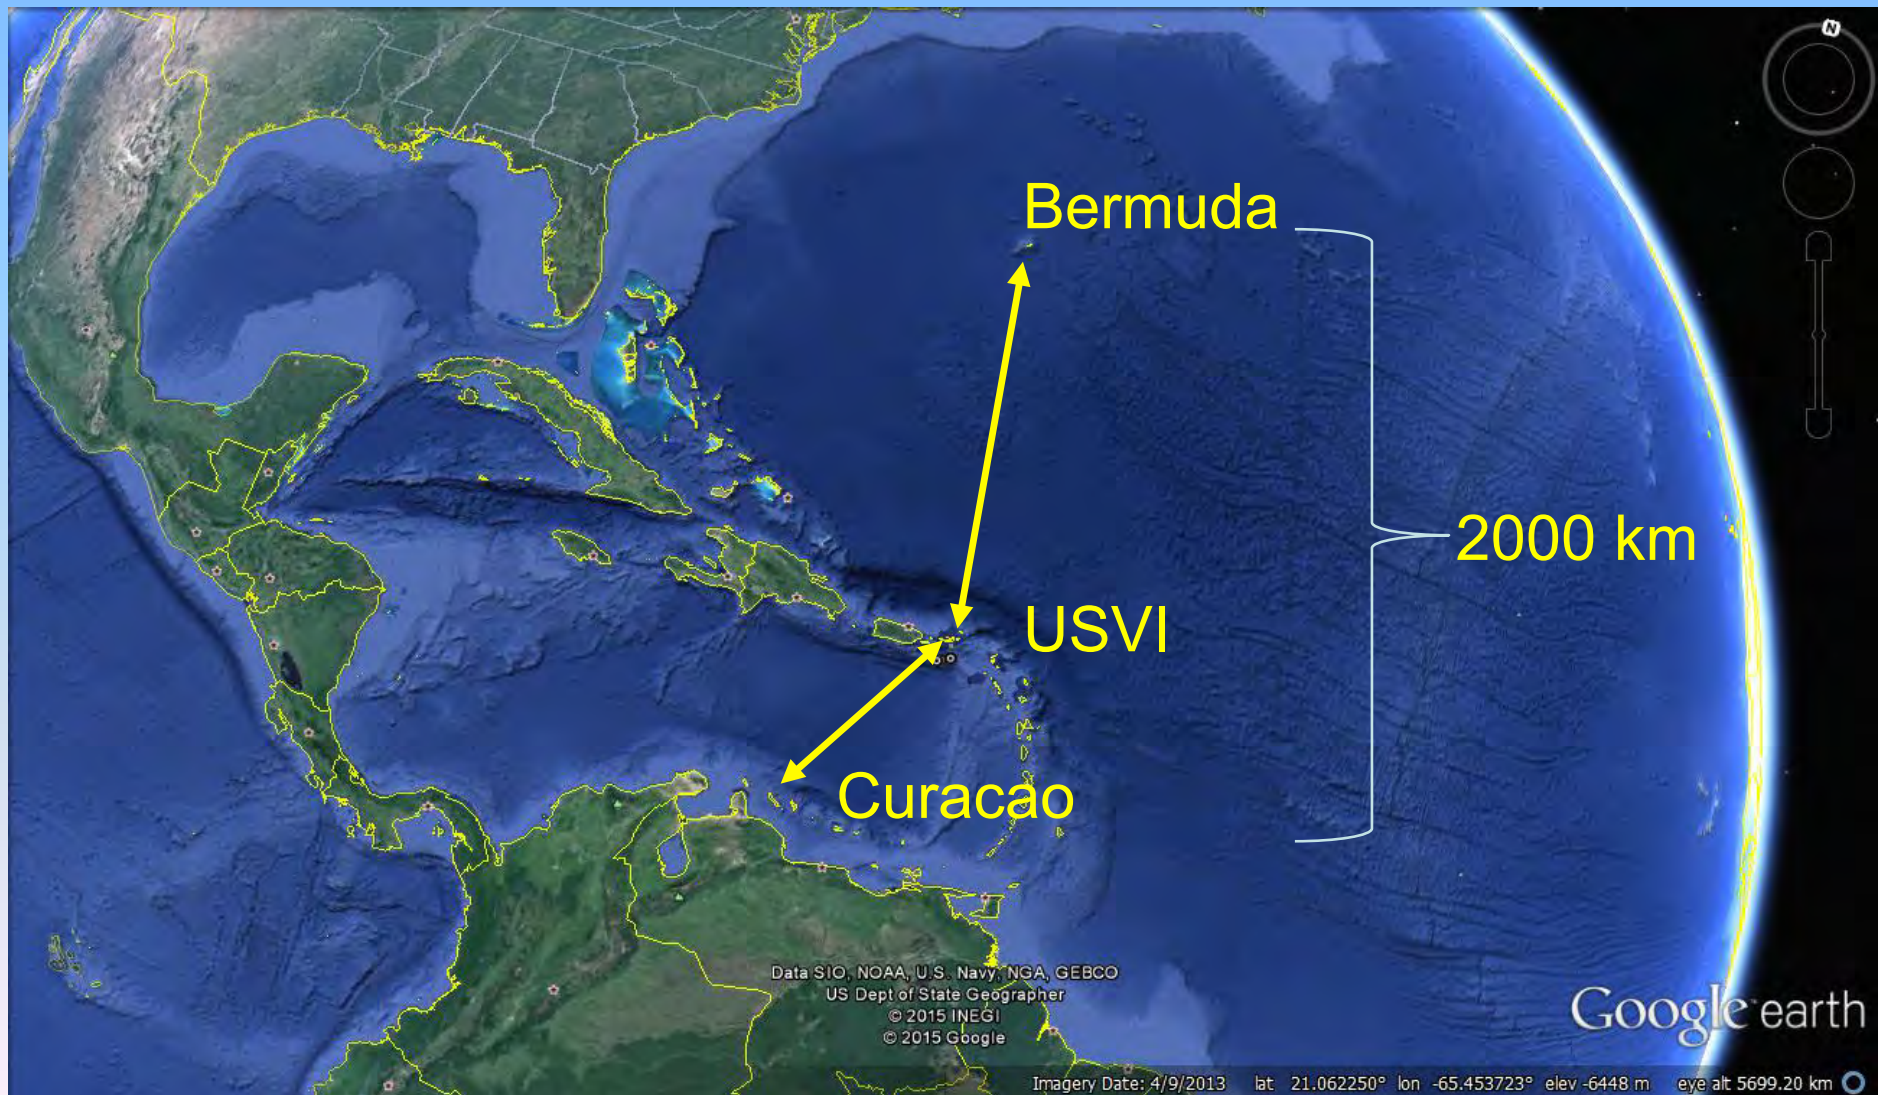 N
Bermuda
2000 km
USVI
Curacao
Data SIO, NOAA, U.S. Navy, NGA, GEBCO
US Dept of State Geographer
© 2015 INEGI
© 2015 Google
Google earth
Imagery Date: 4/9/2013 lat 21.062250° lon -65.453723° elev -6448 m eye alt 5699.20 km